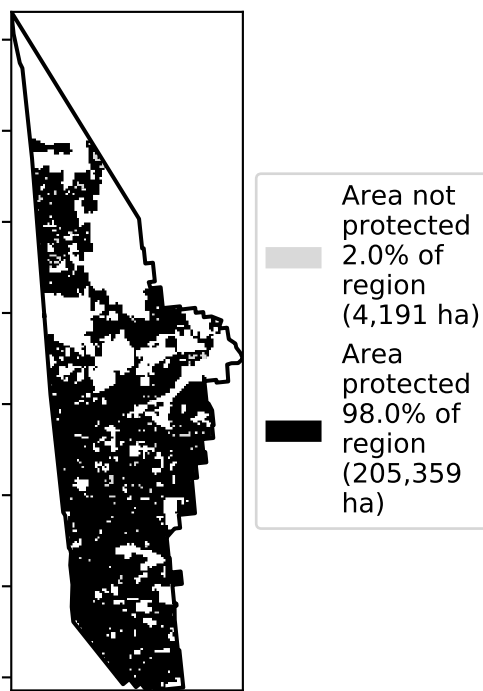 Area not
protected
2.0% of
region
(4,191 ha)
Area
protected
98.0% of
region
(205,359
ha)